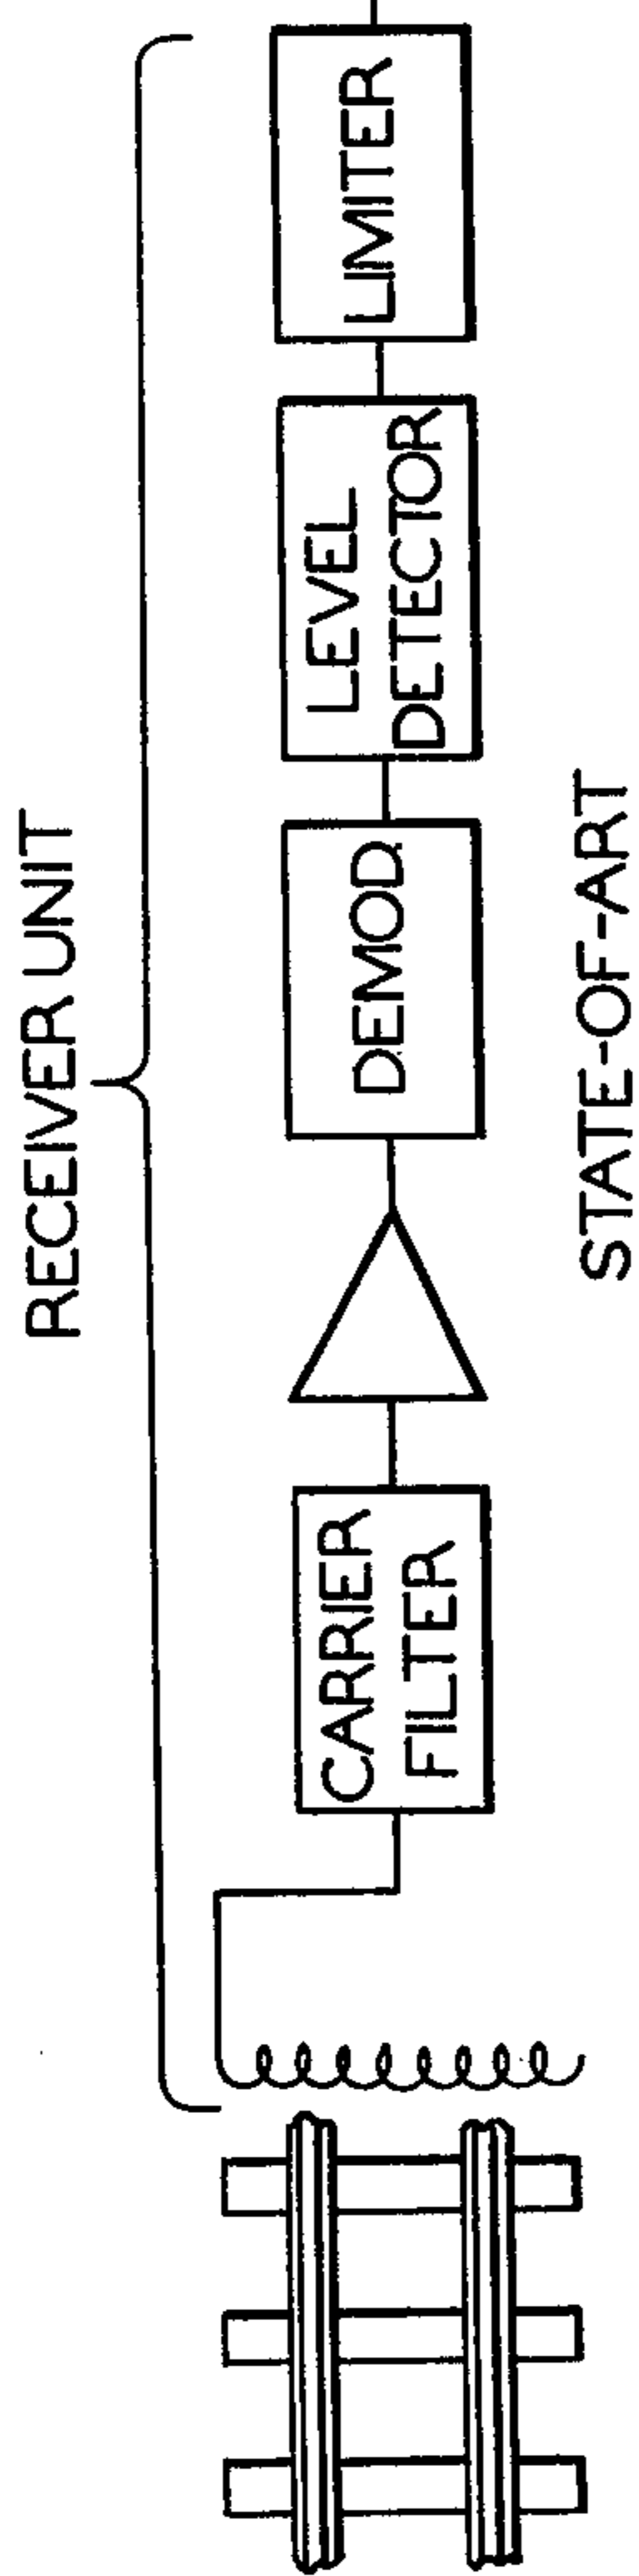 RECEIVER UNIT
CARRIER
FILTER
DEMOD
LEVEL
DETECTOR
LIMITER
STATE-OF-ART